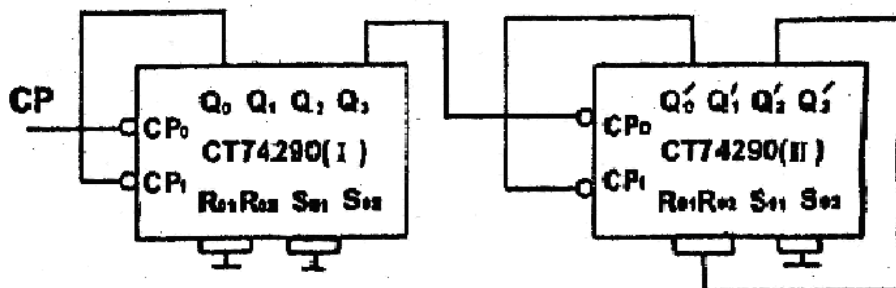 CP
Q₀ Q₁ Q₂ Q₃
CP₀
CT74290(I)
CP₁
R₀₁R₀₂ S₉₁ S₉₂
Q₀′ Q₁′ Q₂′ Q₃′
CP₀
CT74290(II)
CP₁
R₀₁R₀₂ S₉₁ S₉₂